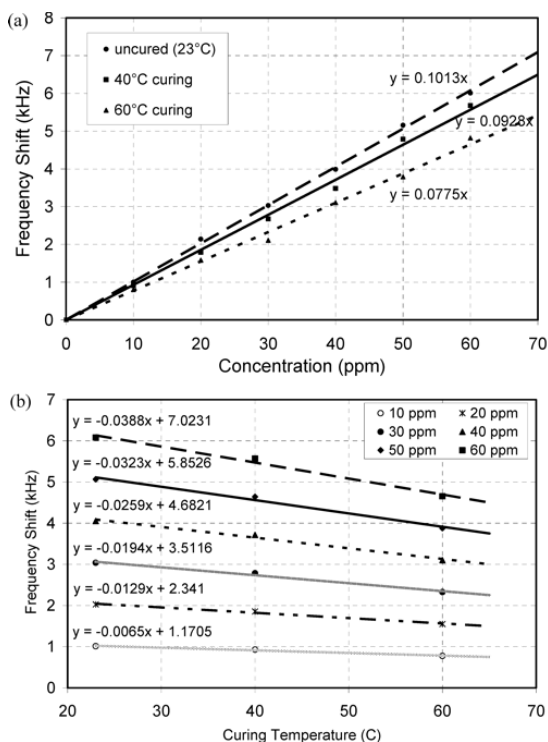 (a)
8
7
6
5
4
3
2
1
0
Frequency Shift (kHz)
uncured (23°C)
40°C curing
60°C curing
y = 0.1013x
y = 0.0928x
y = 0.0775x
0 10 20 30 40 50 60 70
Concentration (ppm)
(b)
7
6
5
4
3
2
1
0
Frequency Shift (kHz)
y = -0.0388x + 7.0231
y = -0.0323x + 5.8526
y = -0.0259x + 4.6821
y = -0.0194x + 3.5116
y = -0.0129x + 2.341
y = -0.0065x + 1.1705
10 ppm 20 ppm
30 ppm 40 ppm
50 ppm 60 ppm
20 30 40 50 60 70
Curing Temperature (C)